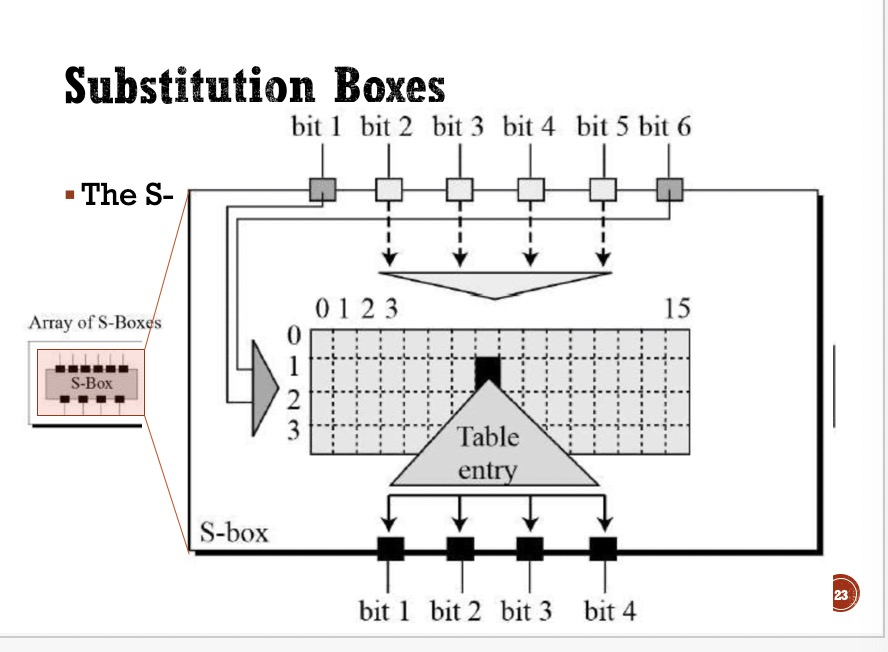 Substitution Boxes
bit 1 bit 2 bit 3 bit 4 bit 5 bit 6
▪ The S-
0 1 2 3 15
Array of S-Boxes
0
1
2
3
S-Box
Table
entry
S-box
bit 1 bit 2 bit 3 bit 4
23